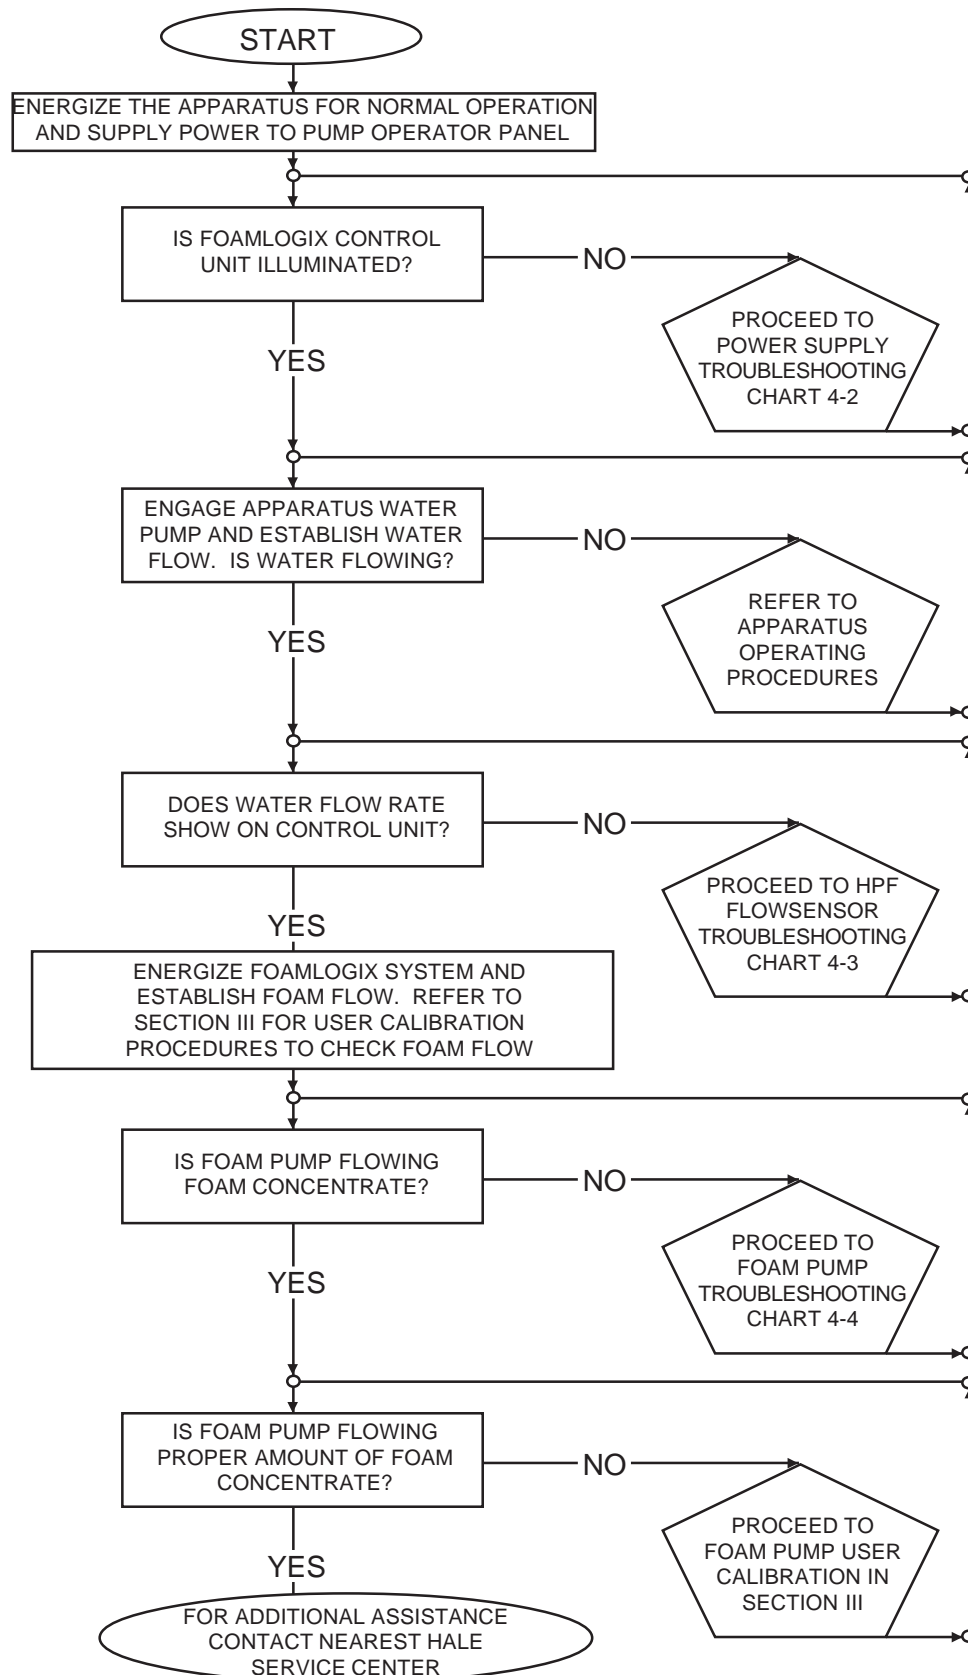 START
ENERGIZE THE APPARATUS FOR NORMAL OPERATION
AND SUPPLY POWER TO PUMP OPERATOR PANEL
IS FOAMLOGIX CONTROL
UNIT ILLUMINATED?
NO
PROCEED TO
POWER SUPPLY
TROUBLESHOOTING
CHART 4-2
YES
ENGAGE APPARATUS WATER
PUMP AND ESTABLISH WATER
FLOW. IS WATER FLOWING?
NO
REFER TO
APPARATUS
OPERATING
PROCEDURES
YES
DOES WATER FLOW RATE
SHOW ON CONTROL UNIT?
NO
PROCEED TO HPF
FLOWSENSOR
TROUBLESHOOTING
CHART 4-3
YES
ENERGIZE FOAMLOGIX SYSTEM AND
ESTABLISH FOAM FLOW. REFER TO
SECTION III FOR USER CALIBRATION
PROCEDURES TO CHECK FOAM FLOW
IS FOAM PUMP FLOWING
FOAM CONCENTRATE?
NO
PROCEED TO
FOAM PUMP
TROUBLESHOOTING
CHART 4-4
YES
IS FOAM PUMP FLOWING
PROPER AMOUNT OF FOAM
CONCENTRATE?
NO
PROCEED TO
FOAM PUMP USER
CALIBRATION IN
SECTION III
YES
FOR ADDITIONAL ASSISTANCE
CONTACT NEAREST HALE
SERVICE CENTER